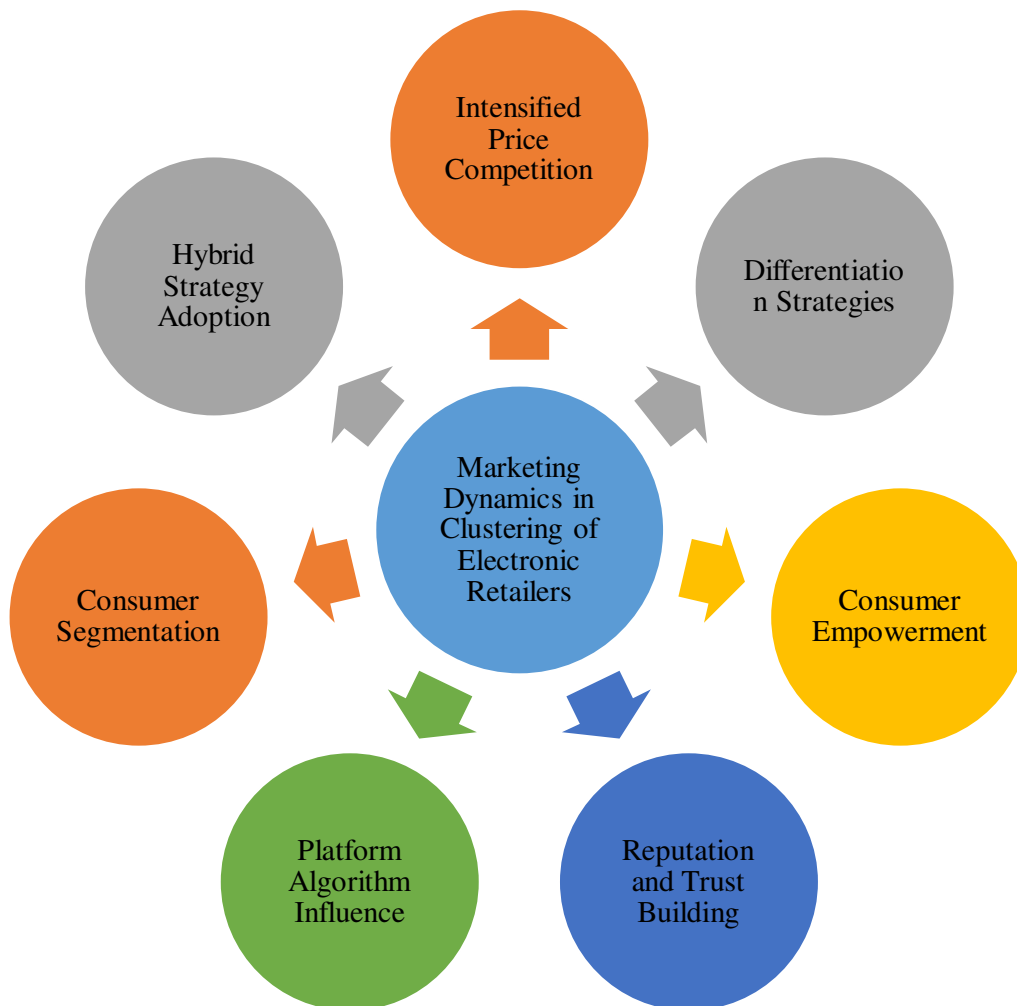 Intensified
Price
Competition
Differentiatio
n Strategies
Consumer
Empowerment
Reputation
and Trust
Building
Platform
Algorithm
Influence
Consumer
Segmentation
Hybrid
Strategy
Adoption
Marketing
Dynamics in
Clustering of
Electronic
Retailers